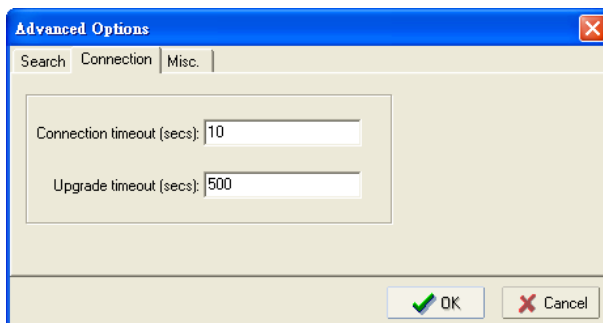 Advanced Options
Search Connection Misc.
Connection timeout (secs): 10
Upgrade timeout (secs): 500
OK Cancel